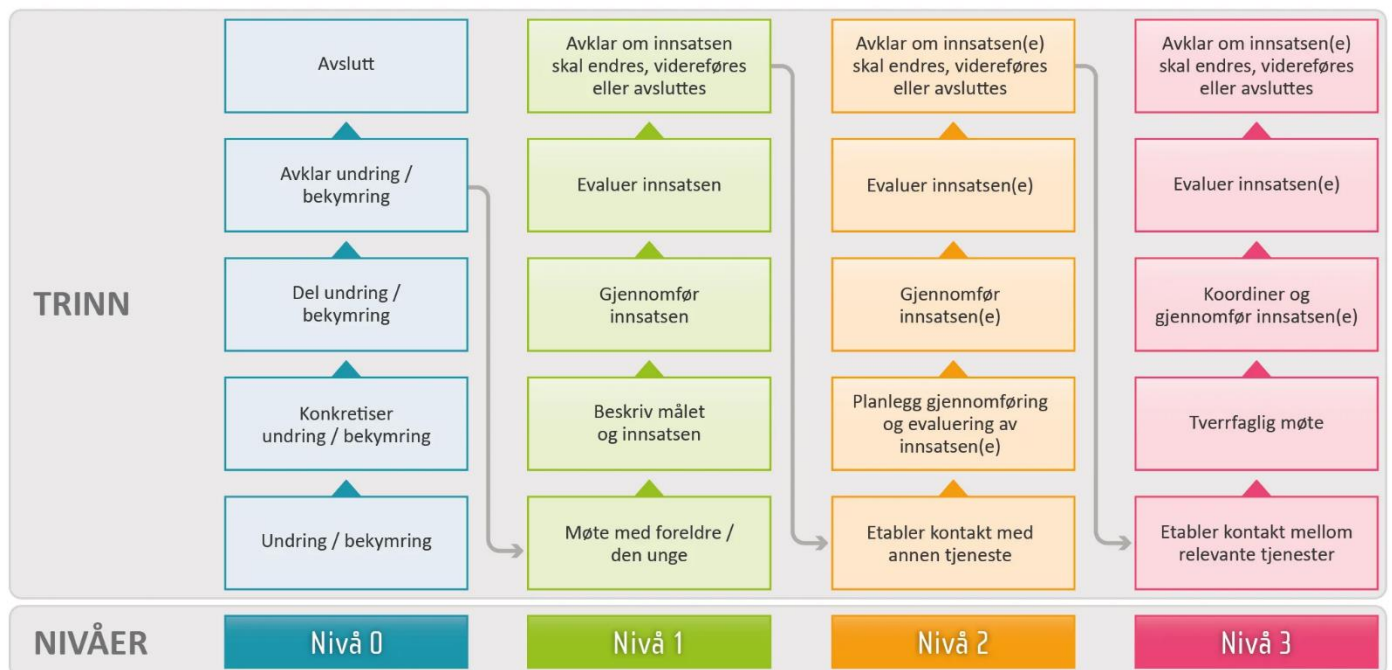 Avslutt
Avklar om innsatsen
skal endres, videreføres
eller avsluttes
Avklar om innsatsen(e)
skal endres, videreføres
eller avsluttes
Avklar om innsatsen(e)
skal endres, videreføres
eller avsluttes
Avklar undring /
bekymring
Evaluer innsatsen
Evaluer innsatsen(e)
Evaluer innsatsen(e)
TRINN
Del undring /
bekymring
Gjennomfør
innsatsen
Gjennomfør
innsatsen(e)
Koordiner og
gjennomfør innsatsen(e)
Konkretiser
undring / bekymring
Beskriv målet
og innsatsen
Planlegg gjennomføring
og evaluering av
innsatsen(e)
Tverrfaglig møte
Undring / bekymring
Møte med foreldre /
den unge
Etabler kontakt med
annen tjeneste
Etabler kontakt mellom
relevante tjenester
NIVÅER
Nivå 0
Nivå 1
Nivå 2
Nivå 3